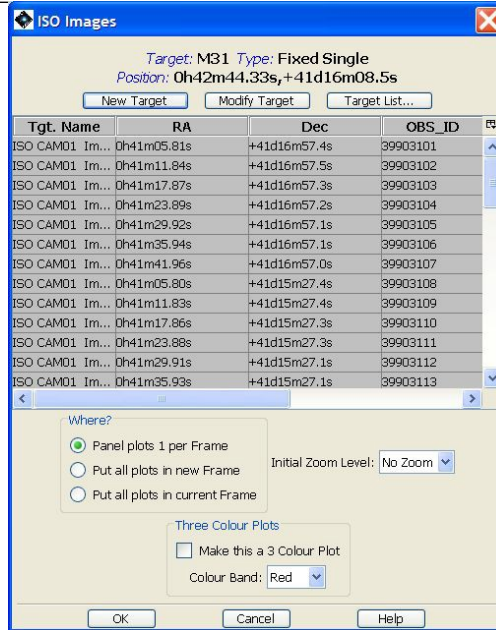 ISO Images
Target: M31 Type: Fixed Single
Position: 0h42m44.33s,+41d16m08.5s
New Target Modify Target Target List...
Tgt. Name RA Dec OBS_ID
ISO CAM01 Im... 0h41m05.81s +41d16m57.4s 39903101
ISO CAM01 Im... 0h41m11.84s +41d16m57.5s 39903102
ISO CAM01 Im... 0h41m17.87s +41d16m57.3s 39903103
ISO CAM01 Im... 0h41m23.89s +41d16m57.2s 39903104
ISO CAM01 Im... 0h41m29.92s +41d16m57.1s 39903105
ISO CAM01 Im... 0h41m35.94s +41d16m57.1s 39903106
ISO CAM01 Im... 0h41m41.96s +41d16m57.0s 39903107
ISO CAM01 Im... 0h41m05.80s +41d15m27.4s 39903108
ISO CAM01 Im... 0h41m11.83s +41d15m27.4s 39903109
ISO CAM01 Im... 0h41m17.86s +41d15m27.3s 39903110
ISO CAM01 Im... 0h41m23.88s +41d15m27.3s 39903111
ISO CAM01 Im... 0h41m29.91s +41d15m27.1s 39903112
ISO CAM01 Im... 0h41m35.93s +41d15m27.1s 39903113
Where?
Panel plots 1 per Frame
Put all plots in new Frame
Put all plots in current Frame
Initial Zoom Level: No Zoom
Three Colour Plots
Make this a 3 Colour Plot
Colour Band: Red
OK Cancel Help